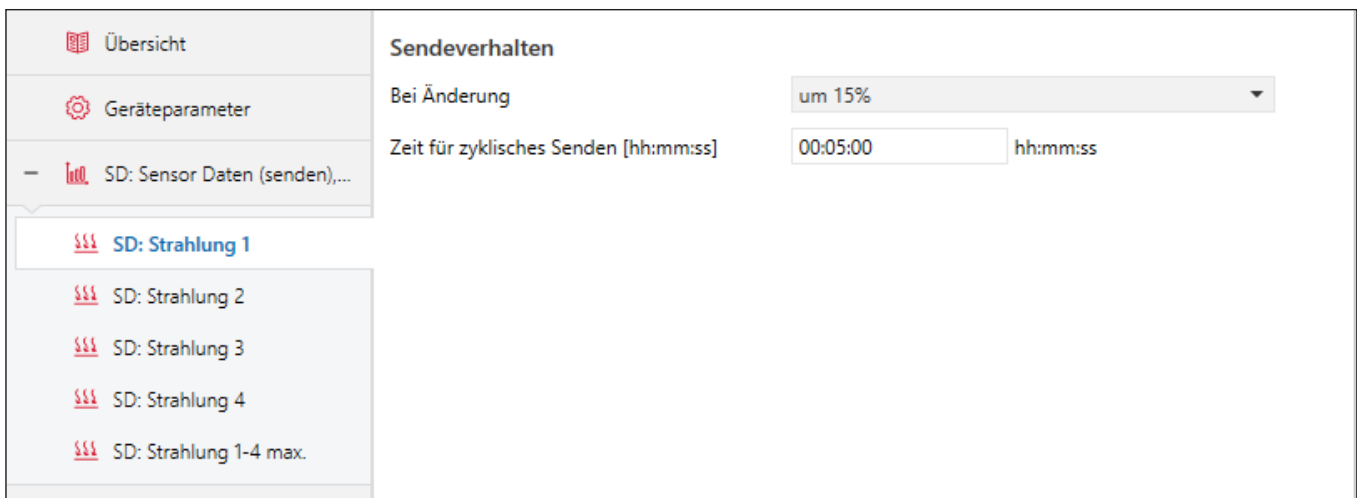 Übersicht
Geräteparameter
SD: Sensor Daten (senden),...
SD: Strahlung 1
SD: Strahlung 2
SD: Strahlung 3
SD: Strahlung 4
SD: Strahlung 1-4 max.
Sendeverhalten
Bei Änderung um 15%
Zeit für zyklisches Senden [hh:mm:ss] 00:05:00 hh:mm:ss